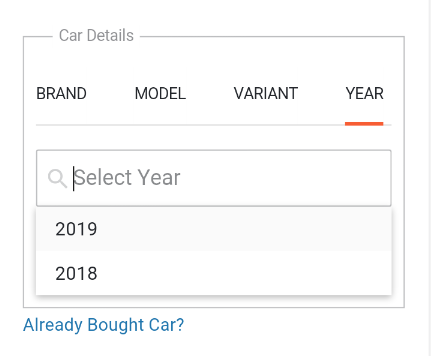 Car Details
BRAND MODEL VARIANT YEAR
Select Year
2019
2018
Already Bought Car?